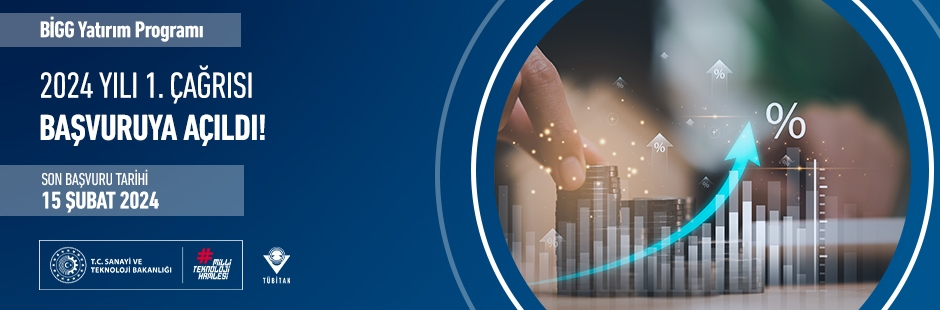 BİGG Yatırım Programı
2024 YILI 1. ÇAĞRISI
BAŞVURUYA AÇILDI!
SON BAŞVURU TARİHİ
15 ŞUBAT 2024
T.C. SANAYİ VE
TEKNOLOJİ BAKANLIĞI
#MİLLİ
TEKNOLOJİ
HAMLESİ
TÜBİTAK
%
%
%
%